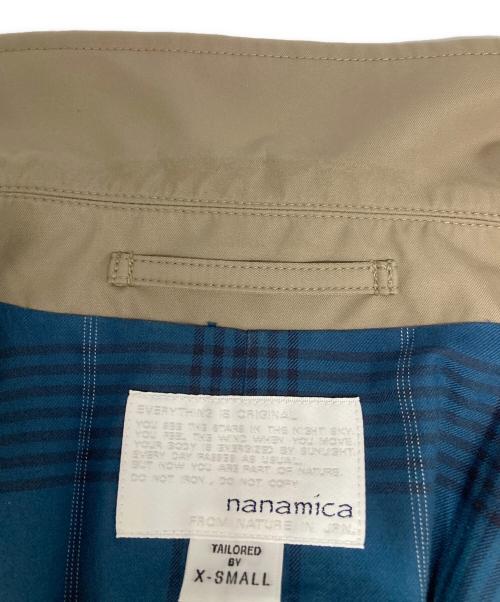 EVERYTHING IS ORIGINAL.
YOU SEE THE STARS IN THE NIGHT SKY.
YOU FEEL THE WIND WHEN YOU MOVE.
YOUR BODY IS ENERGIZED BY SUNLIGHT.
EVERY DAY PASSES AS USUAL.
BUT NOW YOU ARE PART OF NATURE.
DO NOT IRON, DO NOT COPY
nanamica
FROM NATURE IN JPN.
TAILORED
BY
X-SMALL